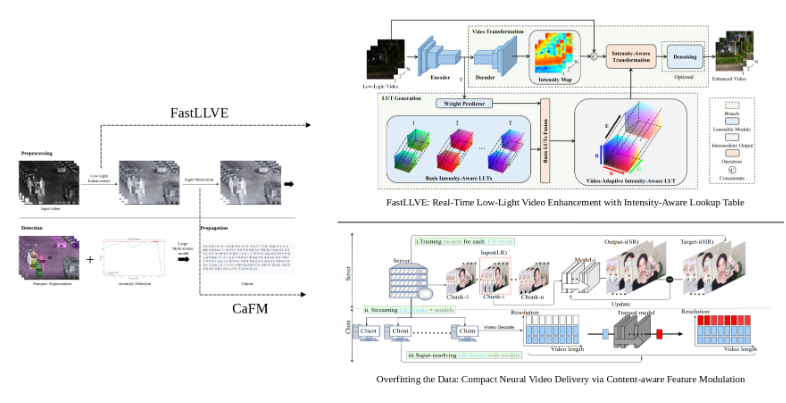 FastLLVE
Preprocessing
Low Light
Enhancement
Super Resolution
Input video
Detection
Propagation
Large
Multi-modal
model
Panoptic Segmentation
Anomaly Detection
Output
CaFM
Video Transformation
Low-Light Video
Encoder
Decoder
T
Intensity Map
C
Intensity-Aware
Transformation
Denoising
Optional
Enhanced Video
LUT Generation
Weight Predictor
1
2
...
T
Basis Intensity-Aware LUTs
Basis LUTs Fusion
E
B
R
G
Video-Adaptive Intensity-Aware LUT
Branch
Learnable Module
Intermediate Output
Operation
C
Concatenate
FastLLVE: Real-Time Low-Light Video Enhancement with Intensity-Aware Lookup Table
i Training models for each LR chunk
Server
Server
Input(LR)
Chunk-1
Chunk-i
Chunk-n
Model-i
Output-i(SR)
Target-i(HR)
Update
ii Streaming LR chunks + models
Client
Client
Client
Client
Video Decode
Resolution
Video length
Trained model
Resolution
Video length
iii Super-resolving LR chunks with models
Overfitting the Data: Compact Neural Video Delivery via Content-aware Feature Modulation